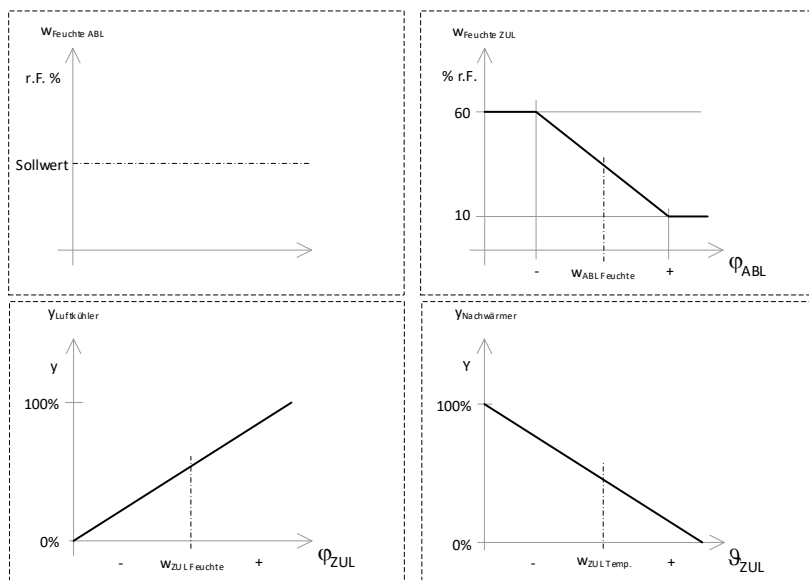 wFeuchte ABL
r.F. %
Sollwert
wFeuchte ZUL
% r.F.
60
10
- wABL Feuchte + φABL
yLuftkühler
y
100%
0%
- wZUL Feuchte + φZUL
yNachwärmer
Y
100%
0%
- wZUL Temp. + ϑZUL